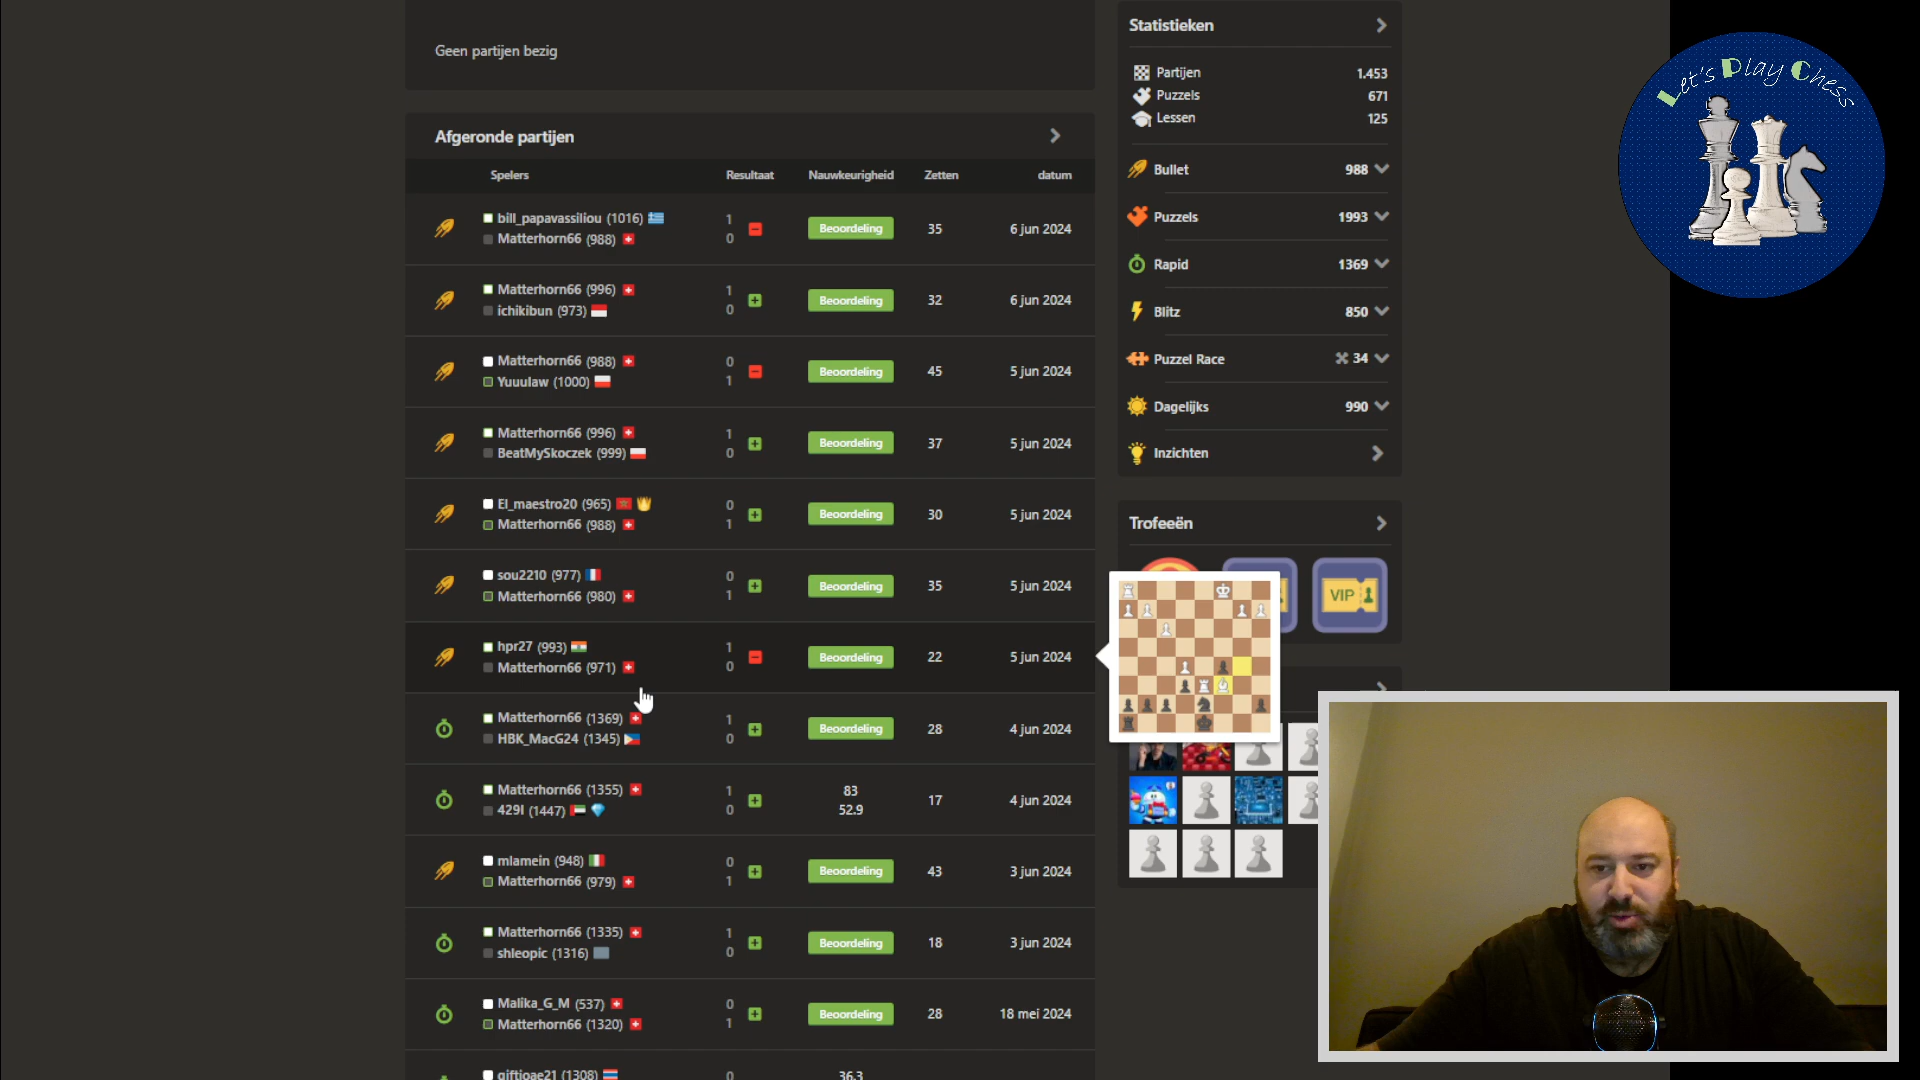 Geen partijen bezig
Afgeronde partijen
Spelers Resultaat Nauwkeurigheid Zetten datum
bill_papavassiliou (1016) 1
Matterhorn66 (988) 0
Beoordeling 35 6 jun 2024
Matterhorn66 (996) 1
ichikibun (973) 0
Beoordeling 32 6 jun 2024
Matterhorn66 (988) 0
Yuuulaw (1000) 1
Beoordeling 45 5 jun 2024
Matterhorn66 (996) 1
BeatMySkoczek (999) 0
Beoordeling 37 5 jun 2024
El_maestro20 (965) 0
Matterhorn66 (988) 1
Beoordeling 30 5 jun 2024
sou2210 (977) 0
Matterhorn66 (980) 1
Beoordeling 35 5 jun 2024
hpr27 (993) 1
Matterhorn66 (971) 0
Beoordeling 22 5 jun 2024
Matterhorn66 (1369) 1
HBK_MacG24 (1345) 0
Beoordeling 28 4 jun 2024
Matterhorn66 (1355) 1 83
429I (1447) 0 52.9
17 4 jun 2024
mlamein (948) 0
Matterhorn66 (979) 1
Beoordeling 43 3 jun 2024
Matterhorn66 (1335) 1
shleopic (1316) 0
Beoordeling 18 3 jun 2024
Malika_G_M (537) 0
Matterhorn66 (1320) 1
Beoordeling 28 18 mei 2024
giftjoae21 (1308) 0 36.3
Statistieken
Partijen 1.453
Puzzels 671
Lessen 125
Bullet 988
Puzzels 1993
Rapid 1369
Blitz 850
Puzzel Race 34
Dagelijks 990
Inzichten
Trofeeën
VIP
Let's Play Chess